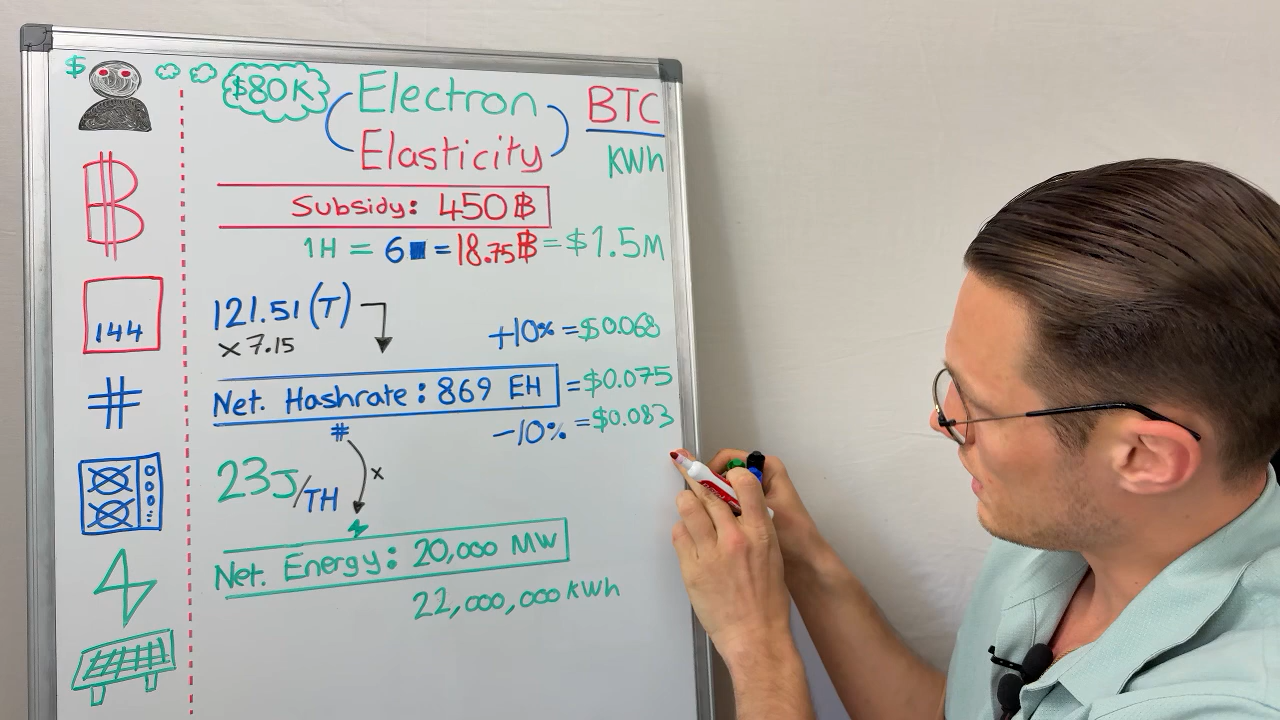 $ $80K (Electron BTC
Elasticity) KWh
Subsidy: 450 ₿
1H = 6■ = 18.75₿ = $1.5M
121.51 (T)
x 7.15
144
+10% = $0.068
# Net. Hashrate: 869 EH = $0.075
# -10% = $0.083
23J/TH x
Net. Energy: 20,000 MW
22,000,000 KWh